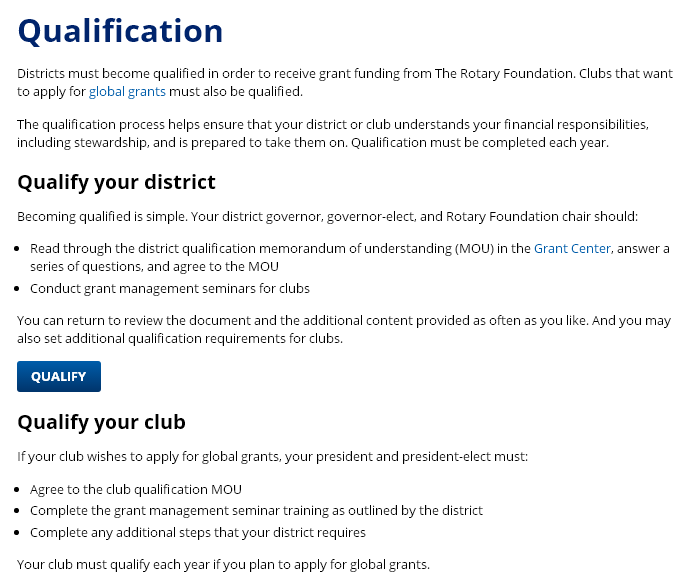 Qualification
Districts must become qualified in order to receive grant funding from The Rotary Foundation. Clubs that want
to apply for global grants must also be qualified.
The qualification process helps ensure that your district or club understands your financial responsibilities,
including stewardship, and is prepared to take them on. Qualification must be completed each year.
Qualify your district
Becoming qualified is simple. Your district governor, governor-elect, and Rotary Foundation chair should:
• Read through the district qualification memorandum of understanding (MOU) in the Grant Center, answer a
series of questions, and agree to the MOU
• Conduct grant management seminars for clubs
You can return to review the document and the additional content provided as often as you like. And you may
also set additional qualification requirements for clubs.
QUALIFY
Qualify your club
If your club wishes to apply for global grants, your president and president-elect must:
• Agree to the club qualification MOU
• Complete the grant management seminar training as outlined by the district
• Complete any additional steps that your district requires
Your club must qualify each year if you plan to apply for global grants.